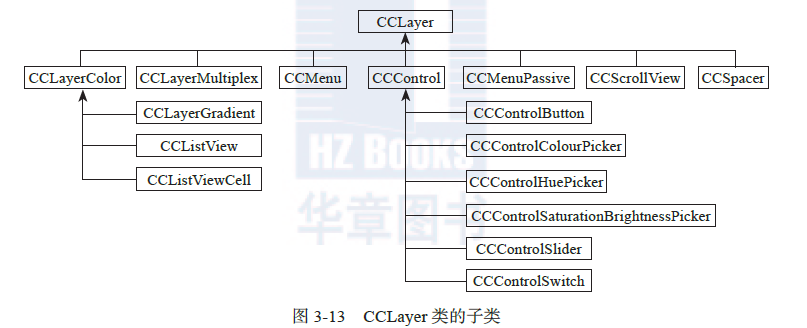 CCLayer
CCLayerColor CCLayerMultiplex CCMenu CCControl CCMenuPassive CCScrollView CCSpacer
CCLayerGradient CCControlButton
CCListView CCControlColourPicker
HZ BOOKS
CCListViewCell CCControlHuePicker
华章图书
CCControlSaturationBrightnessPicker
CCControlSlider
CCControlSwitch
图 3-13 CCLayer 类的子类